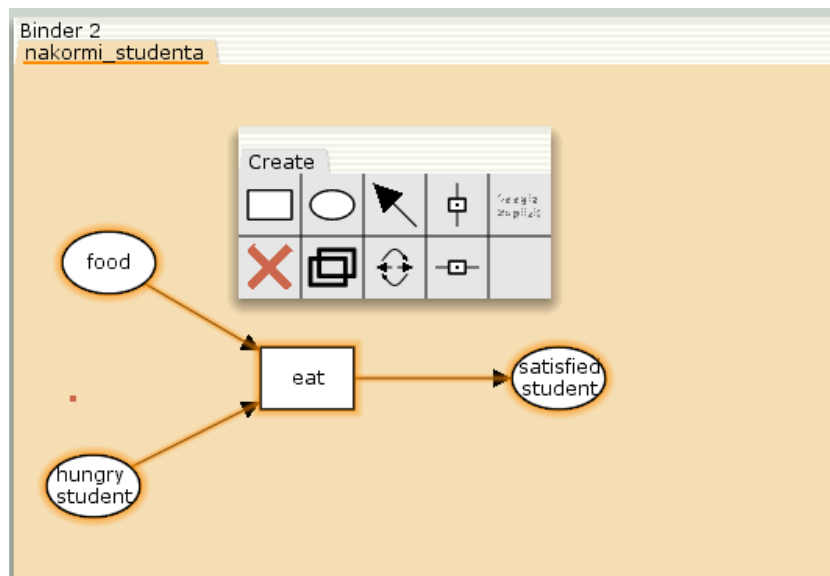 Binder 2
nakormi_studenta
Create
food
eat
satisfied
student
hungry
student